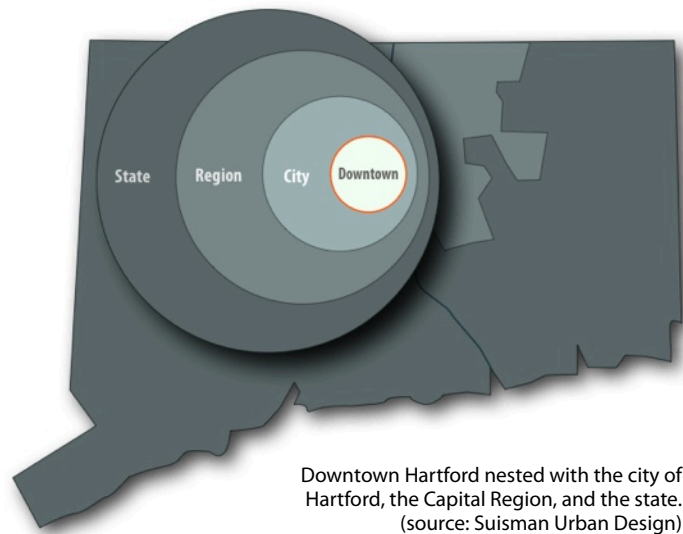 State Region City Downtown
Downtown Hartford nested with the city of
Hartford, the Capital Region, and the state.
(source: Suisman Urban Design)